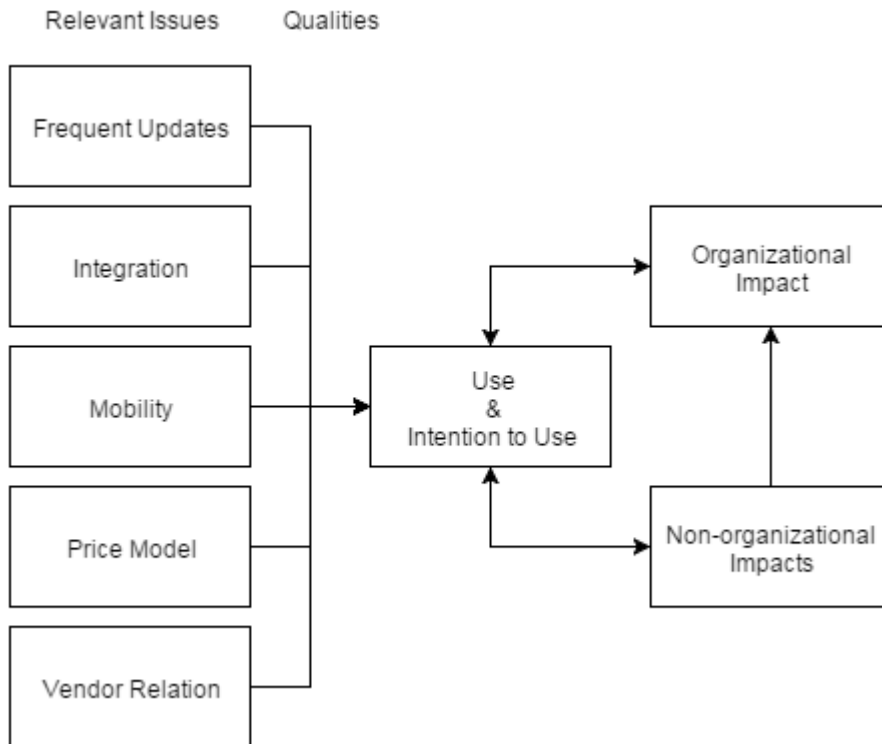 Relevant Issues
Qualities
Frequent Updates
Integration
Mobility
Price Model
Vendor Relation
Use
&
Intention to Use
Organizational
Impact
Non-organizational
Impacts